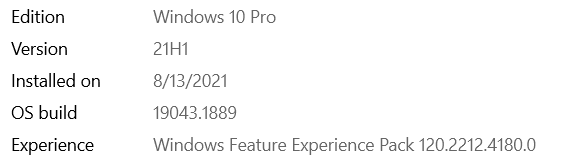 Edition Windows 10 Pro
Version 21H1
Installed on 8/13/2021
OS build 19043.1889
Experience Windows Feature Experience Pack 120.2212.4180.0